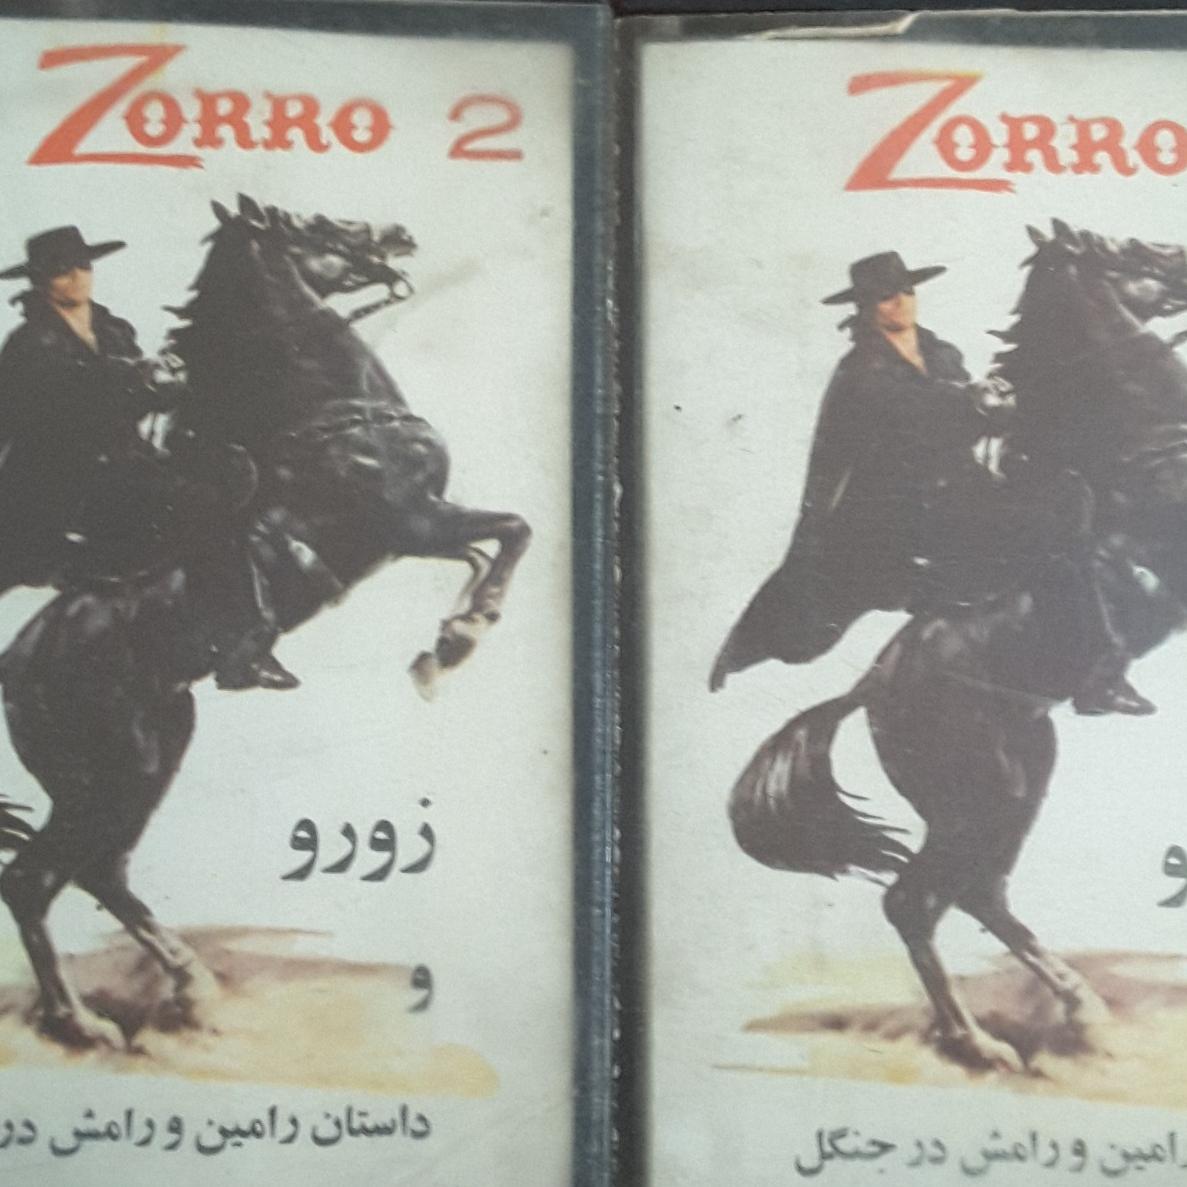 ZORRO 2
زورو
و
داستان رامین و رامش در
ZORRO
و
رامین و رامش در جنگل